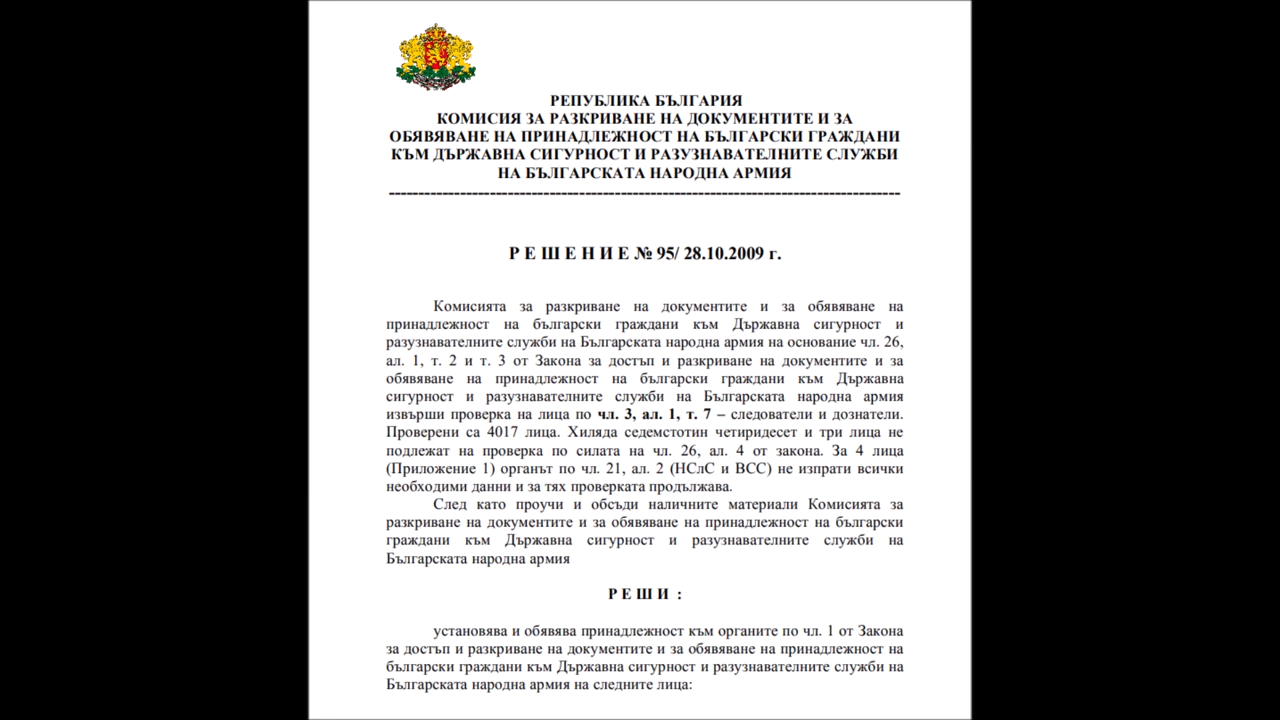 РЕПУБЛИКА БЪЛГАРИЯ
КОМИСИЯ ЗА РАЗКРИВАНЕ НА ДОКУМЕНТИТЕ И ЗА
ОБЯВЯВАНЕ НА ПРИНАДЛЕЖНОСТ НА БЪЛГАРСКИ ГРАЖДАНИ
КЪМ ДЪРЖАВНА СИГУРНОСТ И РАЗУЗНАВАТЕЛНИТЕ СЛУЖБИ
НА БЪЛГАРСКАТА НАРОДНА АРМИЯ
--------------------------------------------------------------------------------------
Р Е Ш Е Н И Е № 95/ 28.10.2009 г.
Комисията за разкриване на документите и за обявяване на
принадлежност на български граждани към Държавна сигурност и
разузнавателните служби на Българската народна армия на основание чл. 26,
ал. 1, т. 2 и т. 3 от Закона за достъп и разкриване на документите и за
обявяване на принадлежност на български граждани към Държавна
сигурност и разузнавателните служби на Българската народна армия
извърши проверка на лица по чл. 3, ал. 1, т. 7 – следователи и дознатели.
Проверени са 4017 лица. Хиляда седемстотин четиридесет и три лица не
подлежат на проверка по силата на чл. 26, ал. 4 от закона. За 4 лица
(Приложение 1) органът по чл. 21, ал. 2 (НСлС и ВСС) не изпрати всички
необходими данни и за тях проверката продължава.
След като проучи и обсъди наличните материали Комисията за
разкриване на документите и за обявяване на принадлежност на български
граждани към Държавна сигурност и разузнавателните служби на
Българската народна армия
Р Е Ш И :
установява и обявява принадлежност към органите по чл. 1 от Закона
за достъп и разкриване на документите и за обявяване на принадлежност на
български граждани към Държавна сигурност и разузнавателните служби на
Българската народна армия на следните лица: